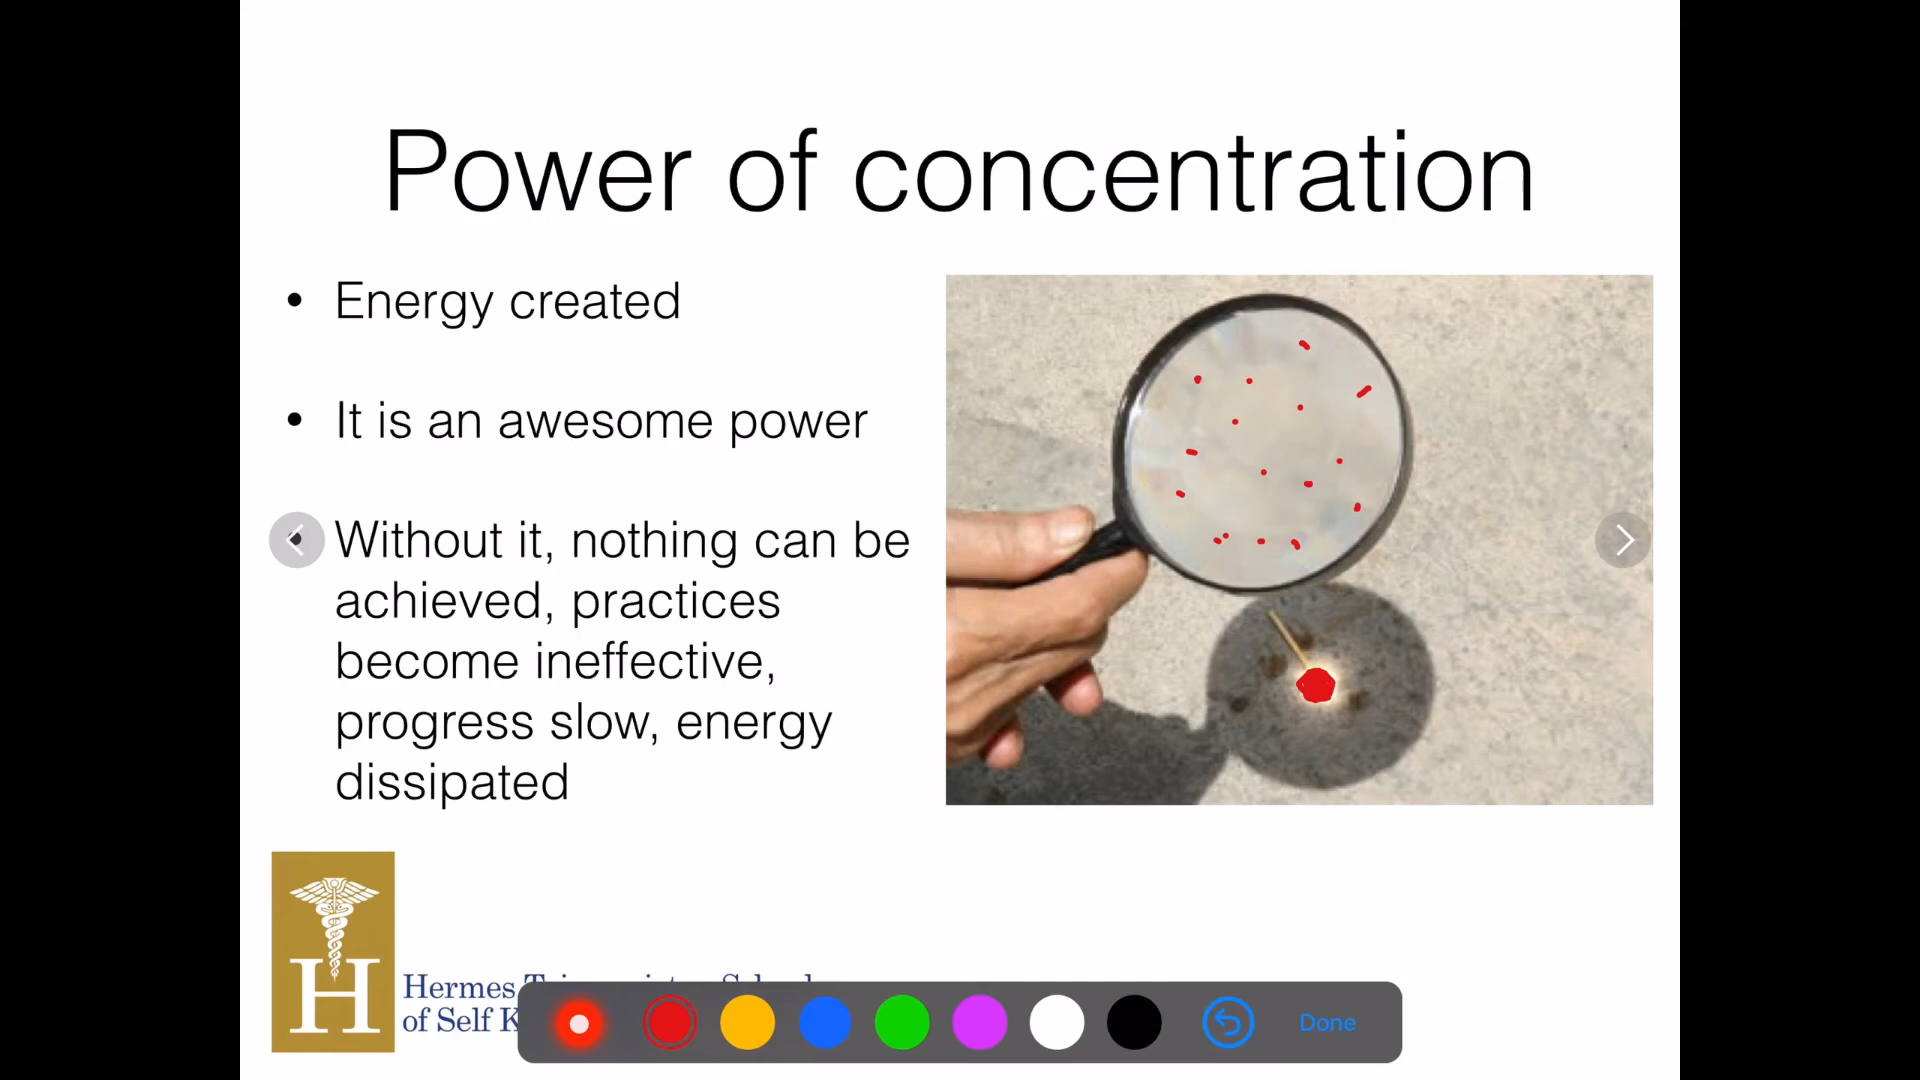 Power of concentration
• Energy created
• It is an awesome power
Without it, nothing can be
achieved, practices
become ineffective,
progress slow, energy
dissipated
H
Hermes
of Self
Done